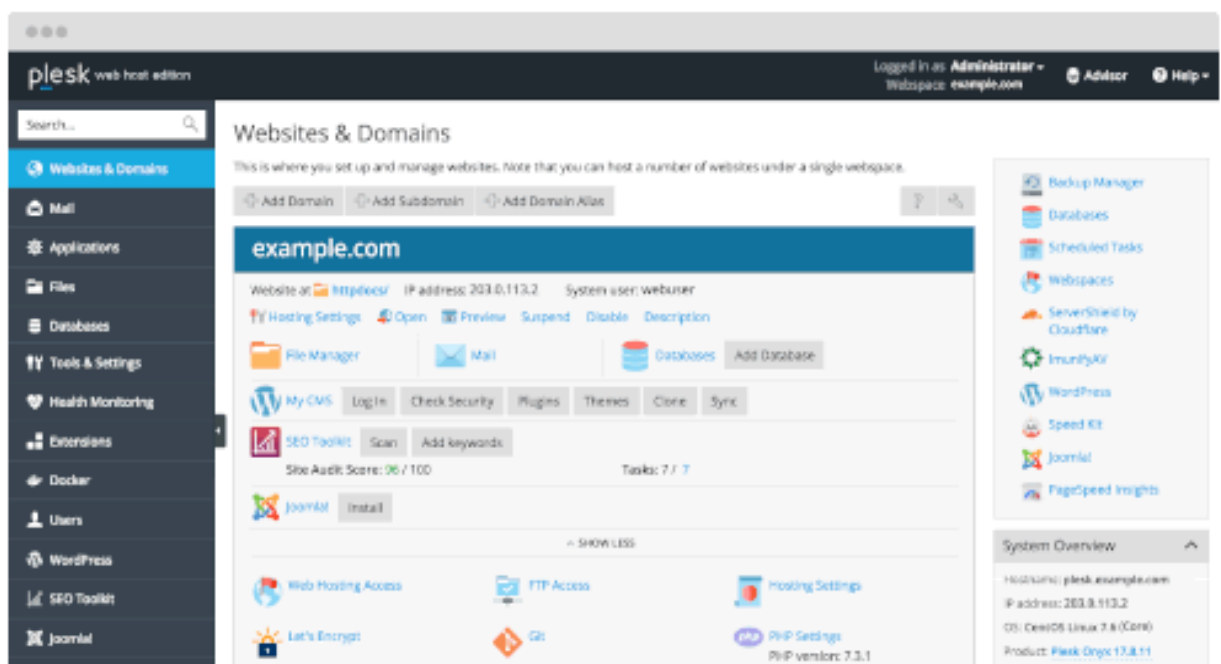 plesk web host edition
Logged in as Administrator
Webspace example.com
Advisor
Help
Search...
Websites & Domains
Mail
Applications
Files
Databases
Tools & Settings
Health Monitoring
Extensions
Docker
Users
WordPress
SEO Toolkit
Joomla!
Websites & Domains
This is where you set up and manage websites. Note that you can host a number of websites under a single webspace.
Add Domain Add Subdomain Add Domain Alias
example.com
Website at httpdocs/ IP address: 203.0.113.2 System user: webuser
Hosting Settings Open Preview Suspend Disable Description
File Manager Mail Databases Add Database
My CMS Log In Check Security Plugins Themes Clone Sync
SEO Toolkit Scan Add keywords
Site Audit Score: 96 / 100 Tasks: 7 / 7
Joomla! Install
SHOW LESS
Web Hosting Access FTP Access Hosting Settings
Let's Encrypt Git PHP Settings
PHP version: 7.3.1
Backup Manager
Databases
Scheduled Tasks
Webspaces
ServerShield by
Cloudflare
ImunifyAV
WordPress
Speed Kit
Joomla!
PageSpeed Insights
System Overview
Hostname: plesk.example.com
IP address: 203.0.113.2
OS: CentOS Linux 7.6 (Core)
Product: Plesk Onyx 17.8.11